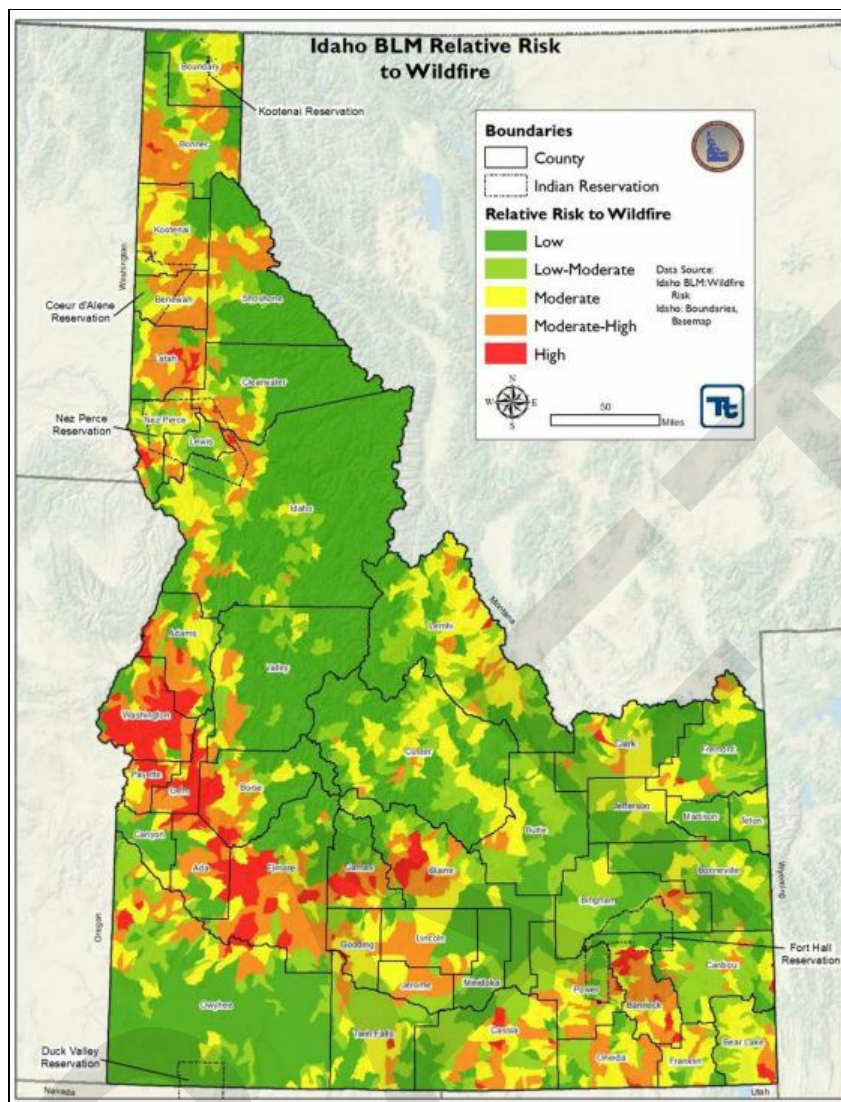 Idaho BLM Relative Risk
to Wildfire
Boundary
Kootenai Reservation
Bonner
Boundaries
County
Indian Reservation
Relative Risk to Wildfire
Low
Low-Moderate
Moderate
Moderate-High
High
Data Source:
Idaho BLM: Wildfire
Risk
Idaho: Boundaries,
Basemap
N
W E
S
50
Miles
Tt
Washington
Kootenai
Coeur d'Alene
Reservation
Benewah
Shoshone
Latah
Clearwater
Nez Perce
Reservation
Nez Perce
Lewis
Idaho
Montana
Lemhi
Adams
Valley
Washington
Custer
Clark
Fremont
Payette
Gem
Boise
Jefferson
Madison
Teton
Canyon
Butte
Ada
Elmore
Camas
Blaine
Bonneville
Wyoming
Bingham
Oregon
Gooding
Lincoln
Fort Hall
Reservation
Caribou
Jerome
Minidoka
Power
Bannock
Owyhee
Twin Falls
Cassia
Oneida
Franklin
Bear Lake
Duck Valley
Reservation
Nevada
Utah